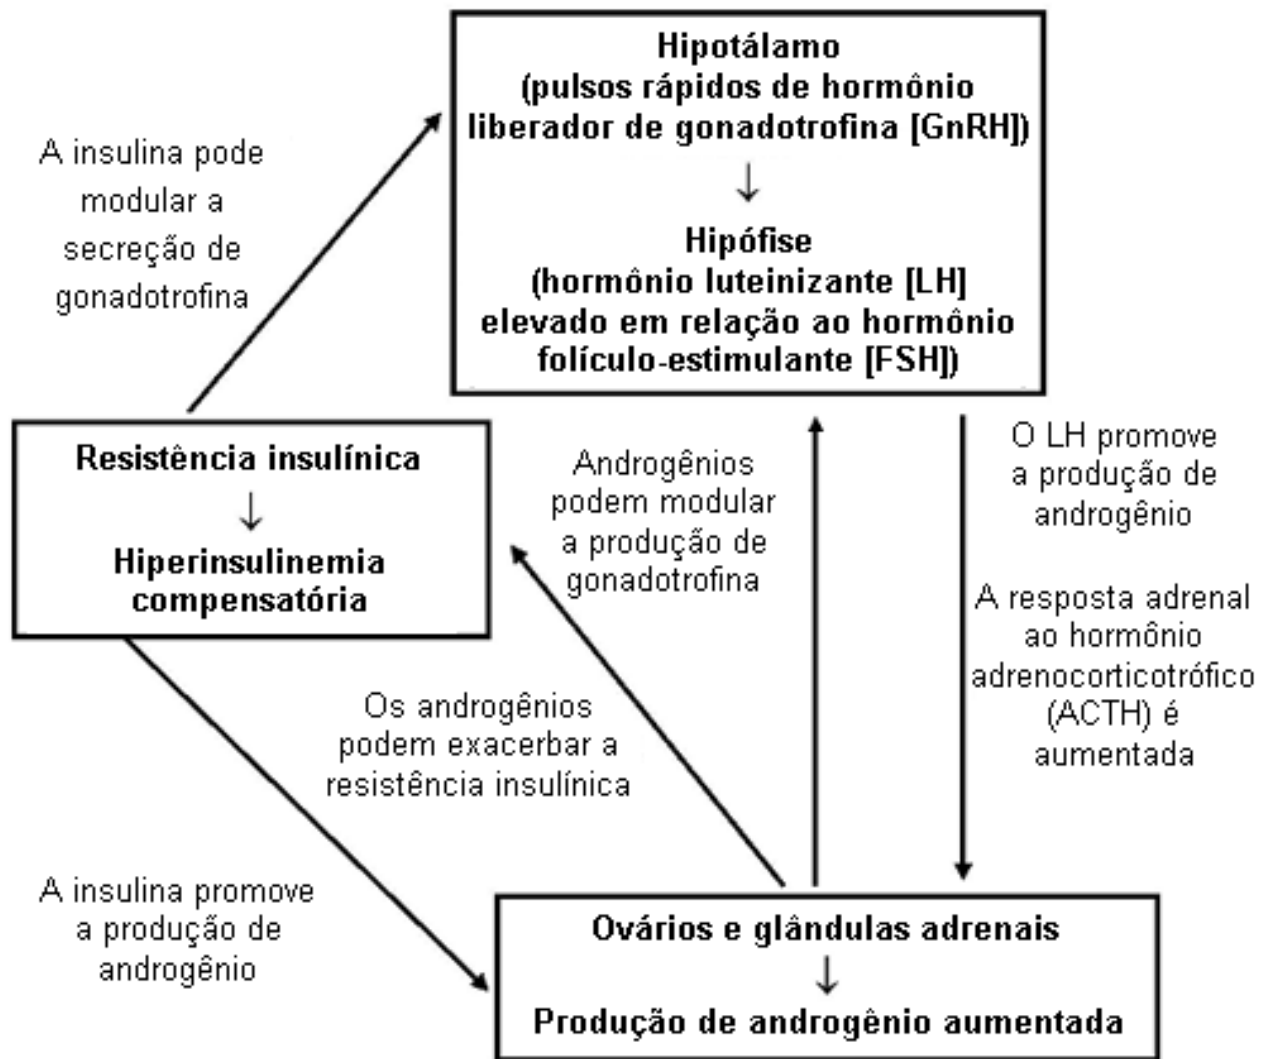 Hipotálamo
(pulsos rápidos de hormônio
liberador de gonadotrofina [GnRH])
↓
Hipófise
(hormônio luteinizante [LH]
elevado em relação ao hormônio
folículo-estimulante [FSH])
A insulina pode
modular a
secreção de
gonadotrofina
Resistência insulínica
↓
Hiperinsulinemia
compensatória
Androgênios
podem modular
a produção de
gonadotrofina
O LH promove
a produção de
androgênio
A resposta adrenal
ao hormônio
adrenocorticotrófico
(ACTH) é
aumentada
Os androgênios
podem exacerbar a
resistência insulínica
A insulina promove
a produção de
androgênio
Ovários e glândulas adrenais
↓
Produção de androgênio aumentada